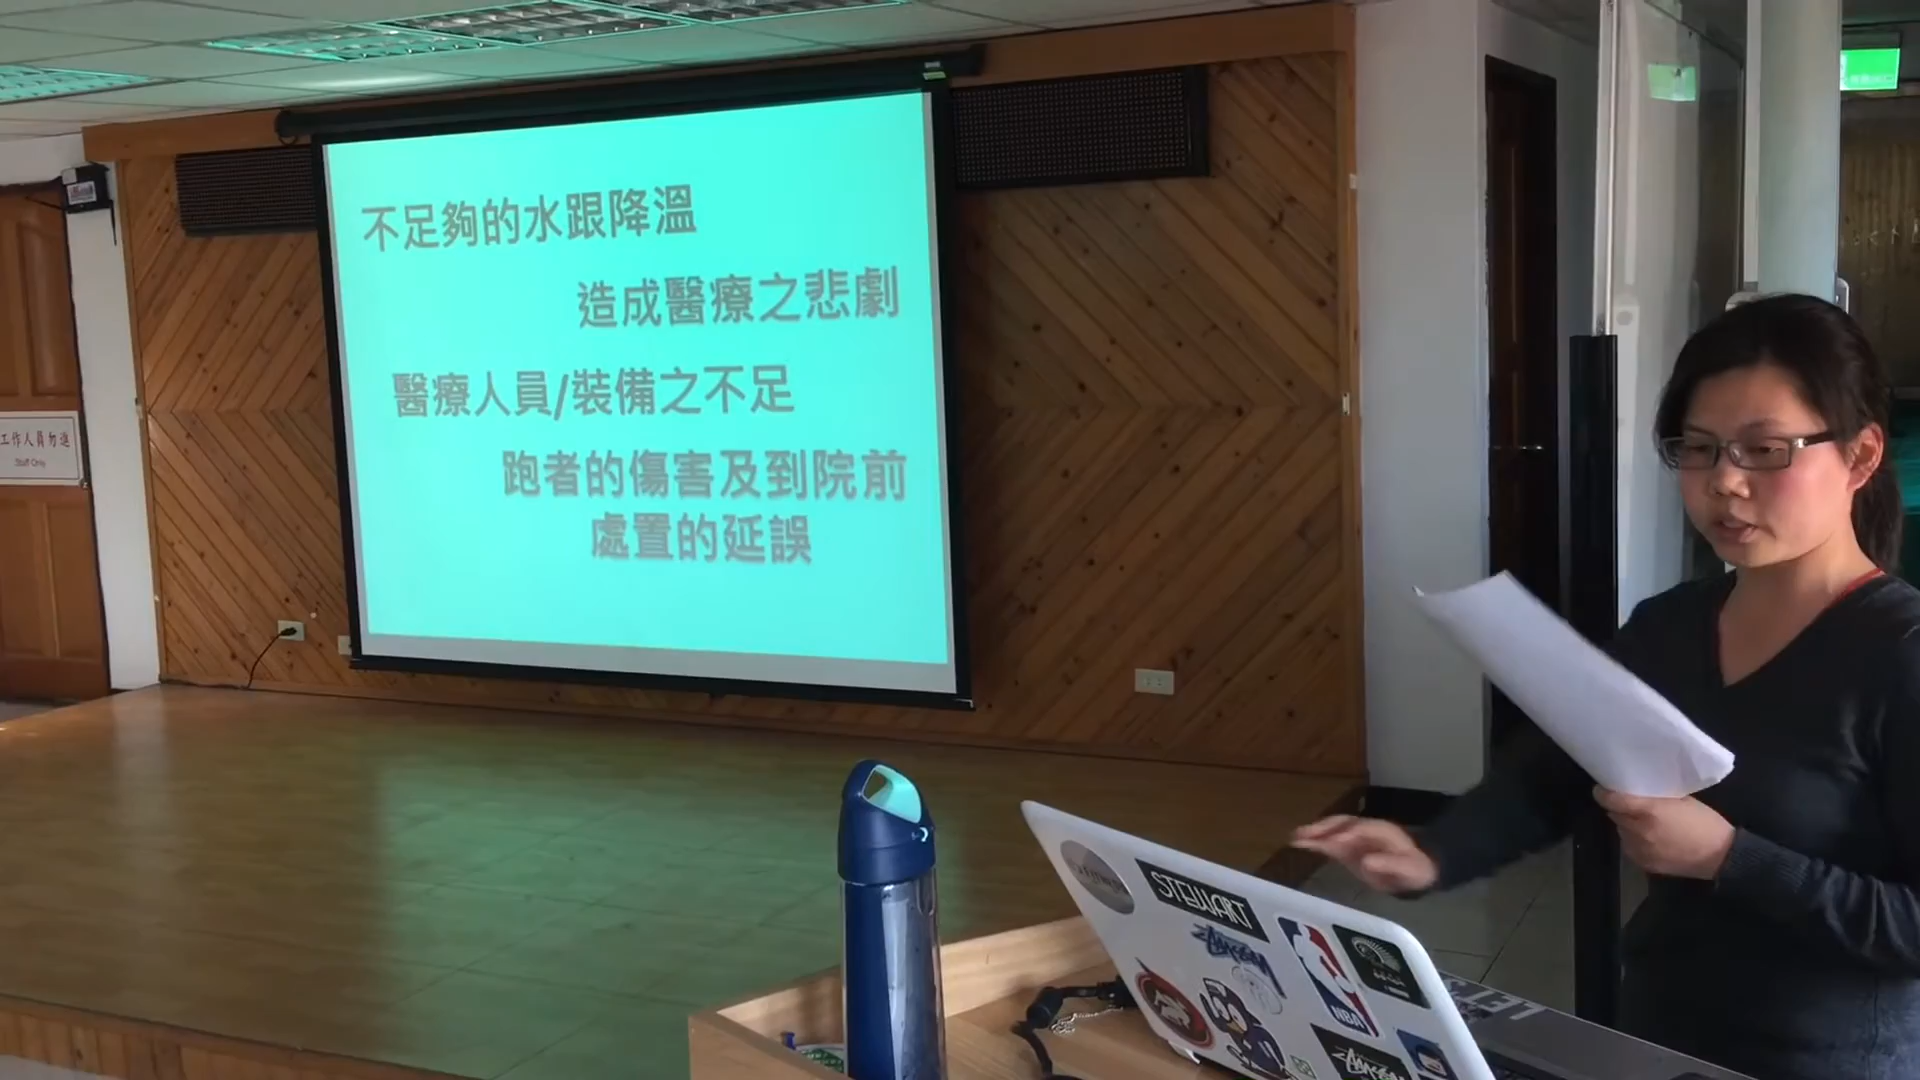 不足夠的水跟降溫
造成醫療之悲劇
醫療人員/裝備之不足
跑者的傷害及到院前
處置的延誤
工作人員勿進
Staff Only
STEWART
NBA